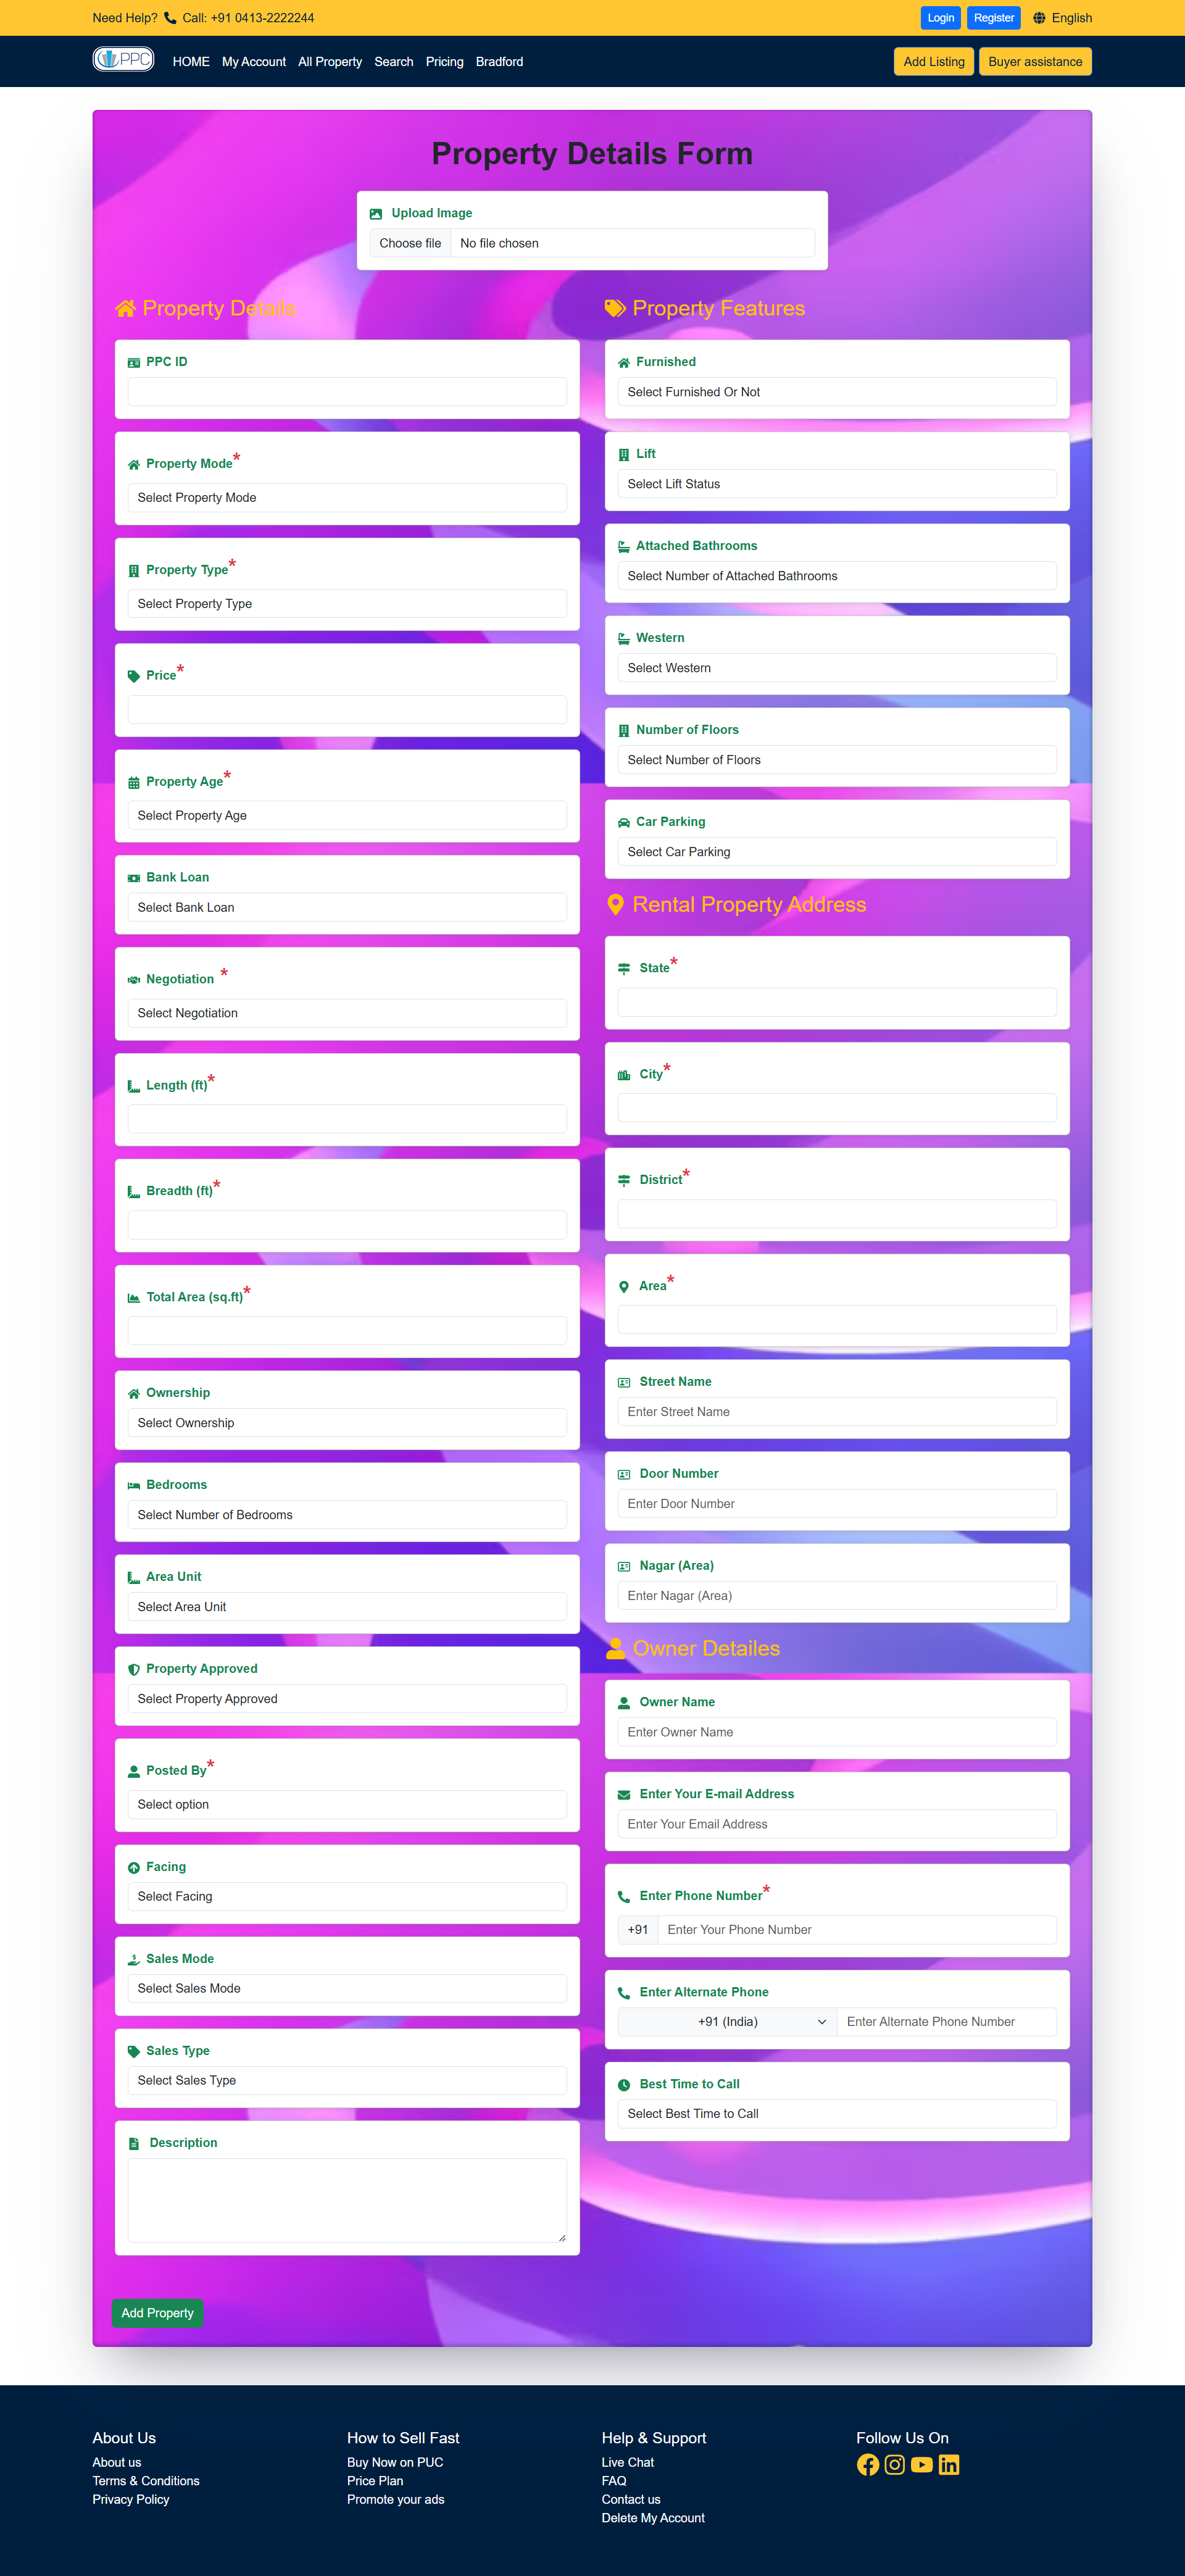 Need Help? Call: +91 0413-2222244
Login Register English
PPC HOME My Account All Property Search Pricing Bradford
Add Listing Buyer assistance
Property Details Form
Upload Image
Choose file No file chosen
Property Details
PPC ID
Property Mode*
Select Property Mode
Property Type*
Select Property Type
Price*
Property Age*
Select Property Age
Bank Loan
Select Bank Loan
Negotiation *
Select Negotiation
Length (ft)*
Breadth (ft)*
Total Area (sq.ft)*
Ownership
Select Ownership
Bedrooms
Select Number of Bedrooms
Area Unit
Select Area Unit
Property Approved
Select Property Approved
Posted By*
Select option
Facing
Select Facing
Sales Mode
Select Sales Mode
Sales Type
Select Sales Type
Description
Property Features
Furnished
Select Furnished Or Not
Lift
Select Lift Status
Attached Bathrooms
Select Number of Attached Bathrooms
Western
Select Western
Number of Floors
Select Number of Floors
Car Parking
Select Car Parking
Rental Property Address
State*
City*
District*
Area*
Street Name
Enter Street Name
Door Number
Enter Door Number
Nagar (Area)
Enter Nagar (Area)
Owner Detailes
Owner Name
Enter Owner Name
Enter Your E-mail Address
Enter Your Email Address
Enter Phone Number*
+91 Enter Your Phone Number
Enter Alternate Phone
+91 (India) Enter Alternate Phone Number
Best Time to Call
Select Best Time to Call
Add Property
About Us
About us
Terms & Conditions
Privacy Policy
How to Sell Fast
Buy Now on PUC
Price Plan
Promote your ads
Help & Support
Live Chat
FAQ
Contact us
Delete My Account
Follow Us On